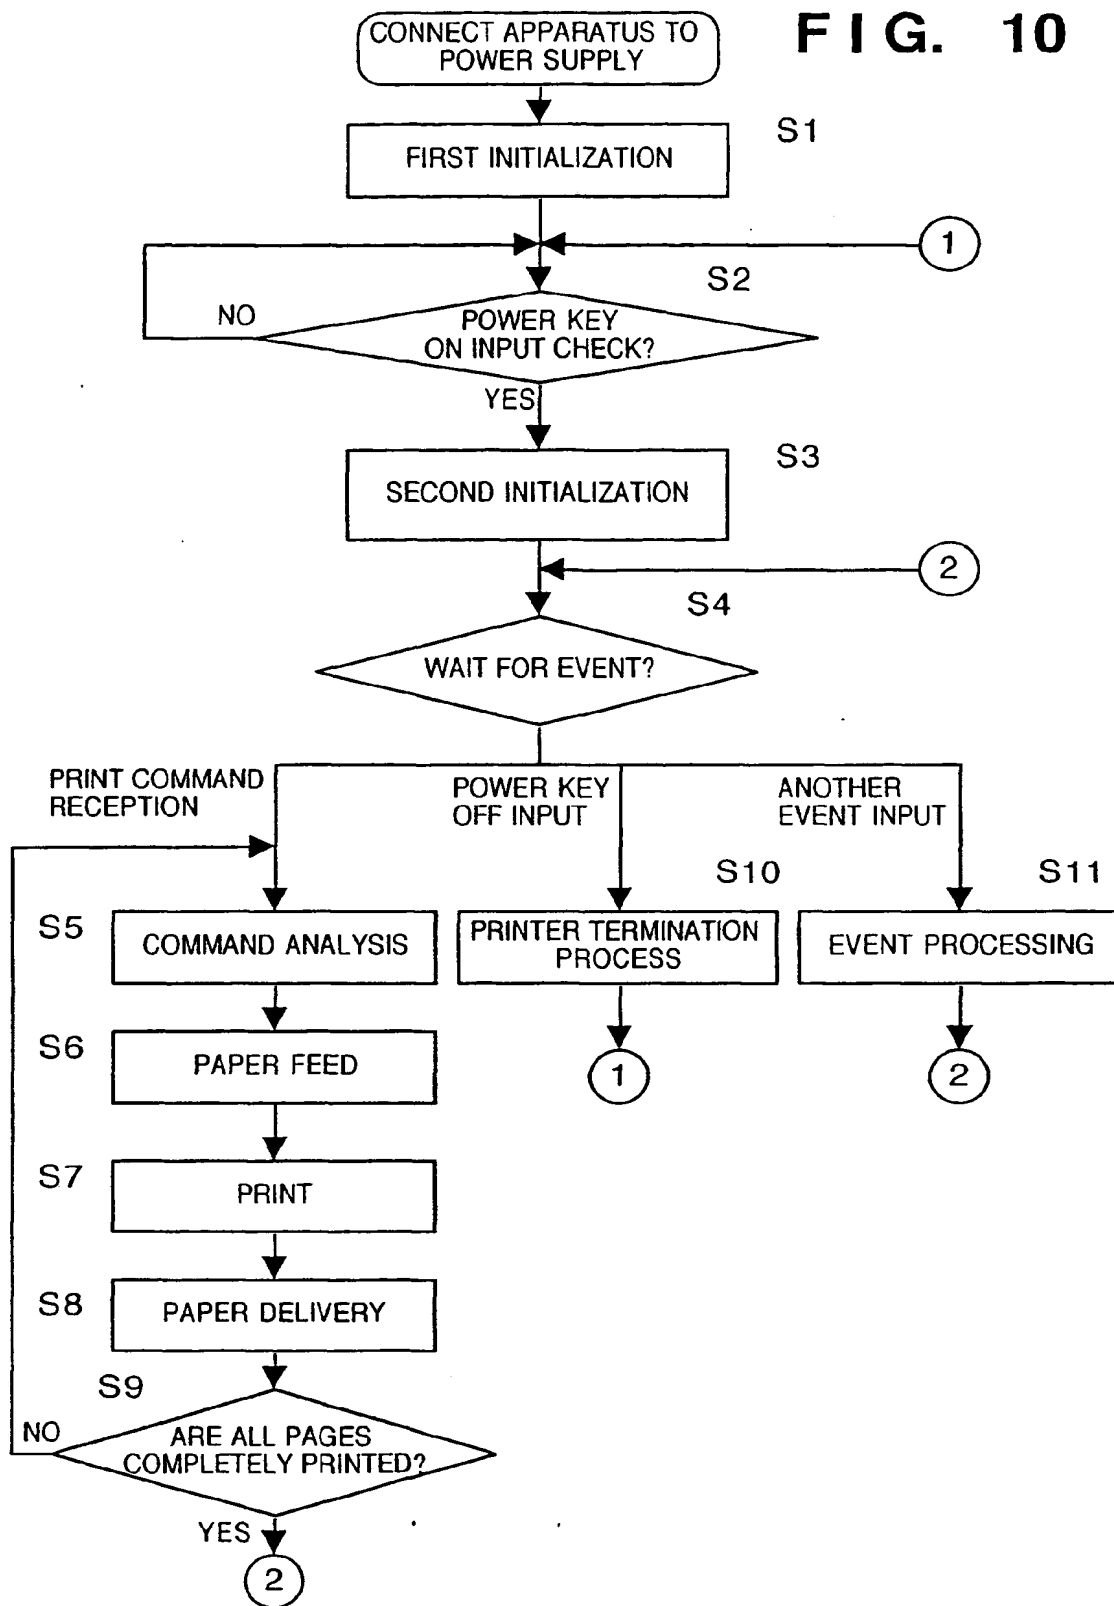 FIG. 10
CONNECT APPARATUS TO
POWER SUPPLY
S1
FIRST INITIALIZATION
1
S2
NO
POWER KEY
ON INPUT CHECK?
YES
S3
SECOND INITIALIZATION
2
S4
WAIT FOR EVENT?
PRINT COMMAND
RECEPTION
POWER KEY
OFF INPUT
ANOTHER
EVENT INPUT
S5
COMMAND ANALYSIS
S10
PRINTER TERMINATION
PROCESS
S11
EVENT PROCESSING
S6
PAPER FEED
1
2
S7
PRINT
S8
PAPER DELIVERY
S9
NO
ARE ALL PAGES
COMPLETELY PRINTED?
YES
2